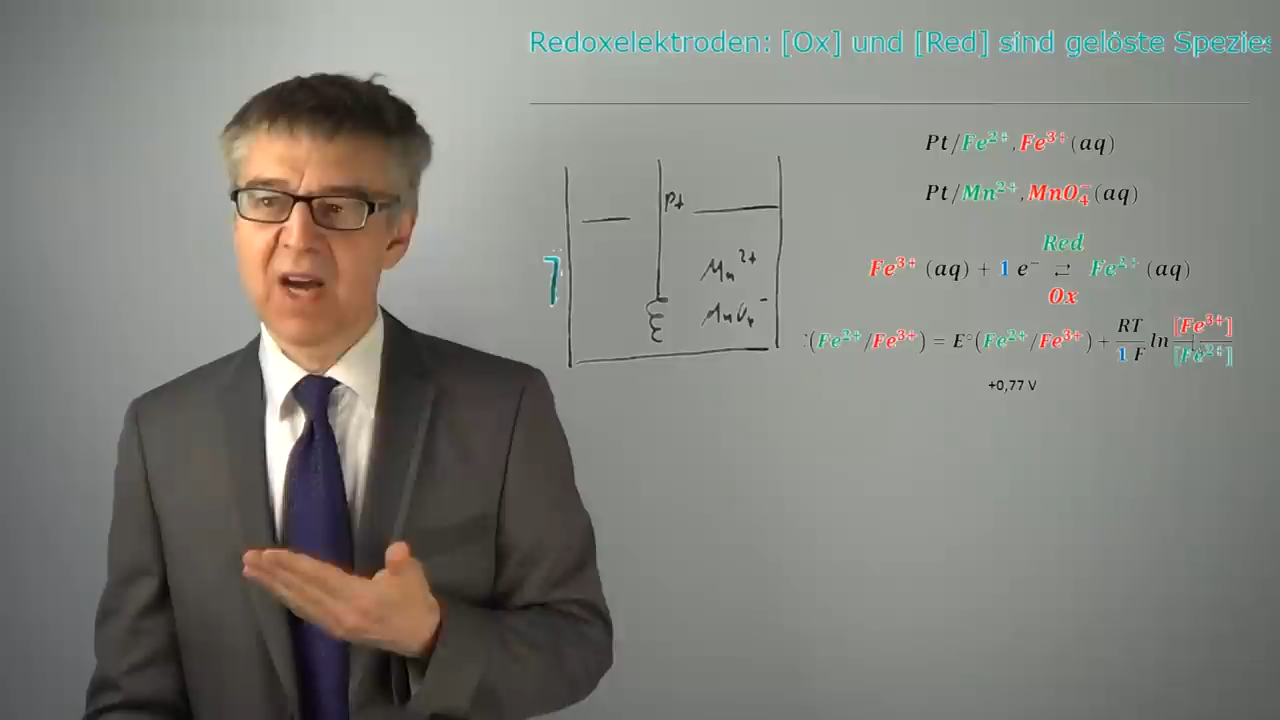 Redoxelektroden: [Ox] und [Red] sind gelöste Spezies
Pt/Fe²⁺,Fe³⁺(aq)
Pt/Mn²⁺,MnO₄⁻(aq)
Pt
Mn²⁺
MnO₄⁻
Red
Fe³⁺ (aq) + 1 e⁻ ⇄ Fe²⁺ (aq)
Ox
(Fe²⁺/Fe³⁺) = E°(Fe²⁺/Fe³⁺) + RT/1 F ln [Fe³⁺]/[Fe²⁺]
+0,77 V